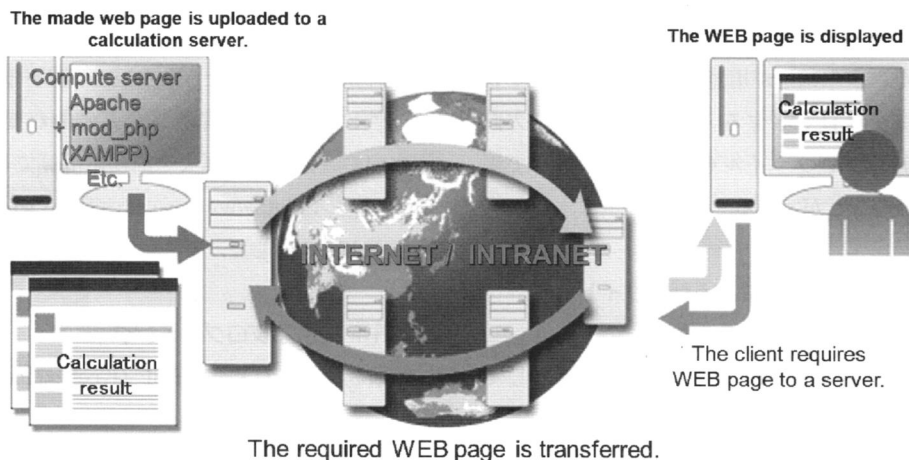 The made web page is uploaded to a
calculation server.
The WEB page is displayed
Compute server
Apache
+ mod_php
(XAMPP)
Etc.
Calculation
result
INTERNET / INTRANET
Calculation
result
The client requires
WEB page to a server.
The required WEB page is transferred.